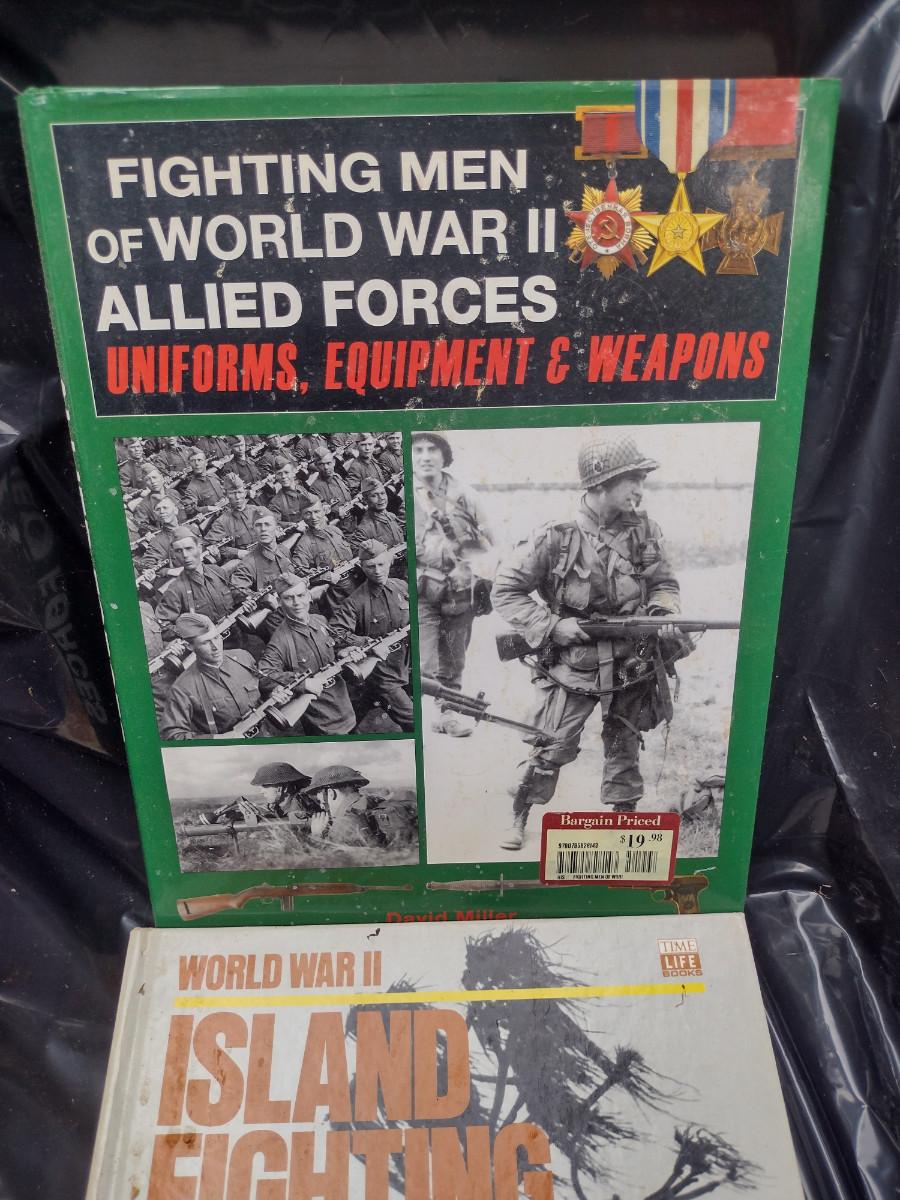 FIGHTING MEN
OF WORLD WAR II
ALLIED FORCES
UNIFORMS, EQUIPMENT & WEAPONS
Bargain Priced
$19.98
David Miller
WORLD WAR II
TIME
LIFE
BOOKS
ISLAND
FIGHTING